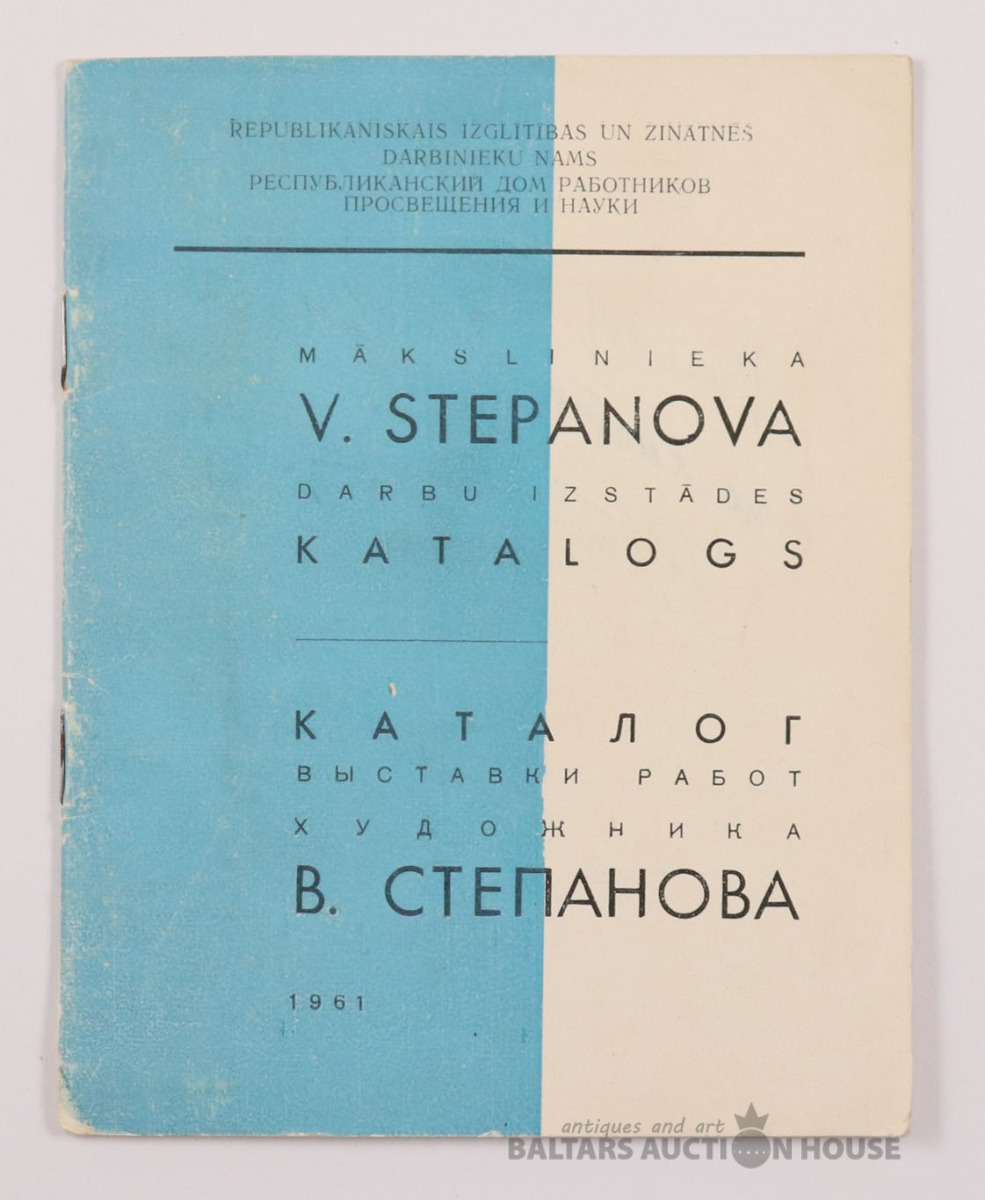 REPUBLIKĀNISKAIS IZGLĪTĪBAS UN ZINĀTNES
DARBINIEKU NAMS
РЕСПУБЛИКАНСКИЙ ДОМ РАБОТНИКОВ
ПРОСВЕЩЕНИЯ И НАУКИ
MĀKSLINIEKA
V. STEPANOVA
DARBU IZSTĀDES
KATALOGS
КАТАЛОГ
ВЫСТАВКИ РАБОТ
ХУДОЖНИКА
В. СТЕПАНОВА
1961
antiques and art
BALTARS AUCTION HOUSE